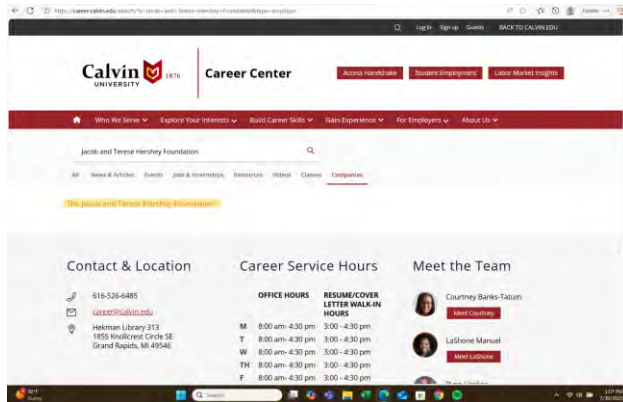 Log in Sign up Guests BACK TO CALVIN.EDU
Calvin UNIVERSITY 1876
Career Center
Access Handshake Student Employment Labor Market Insights
Who We Serve Explore Your Interests Build Career Skills Gain Experience For Employers About Us
Jacob and Terese Hershey Foundation
All News & Articles Events Jobs & Internships Resources Videos Classes Companies
The Jacob and Terese Hershey Foundation
Contact & Location
616-526-6485
career@calvin.edu
Hekman Library 313
1855 Knollcrest Circle SE
Grand Rapids, MI 49546
Career Service Hours
OFFICE HOURS RESUME/COVER LETTER WALK-IN HOURS
M 8:00 am- 4:30 pm 3:00 - 4:30 pm
T 8:00 am- 4:30 pm 3:00 - 4:30 pm
W 8:00 am- 4:30 pm 3:00 - 4:30 pm
TH 8:00 am- 4:30 pm 3:00 - 4:30 pm
F 8:00 am- 4:30 pm 3:00 - 4:30 pm
Meet the Team
Courtney Banks-Tatum
Meet Courtney
LaShone Manuel
Meet LaShone
Sunny
Search